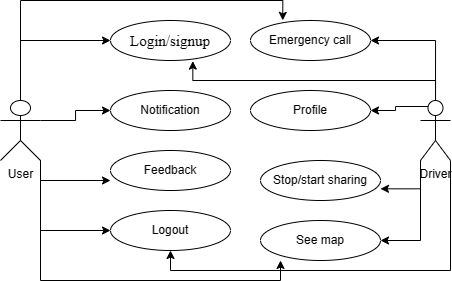 Login/signup
Emergency call
Notification
Profile
User
Feedback
Stop/start sharing
Driver
Logout
See map